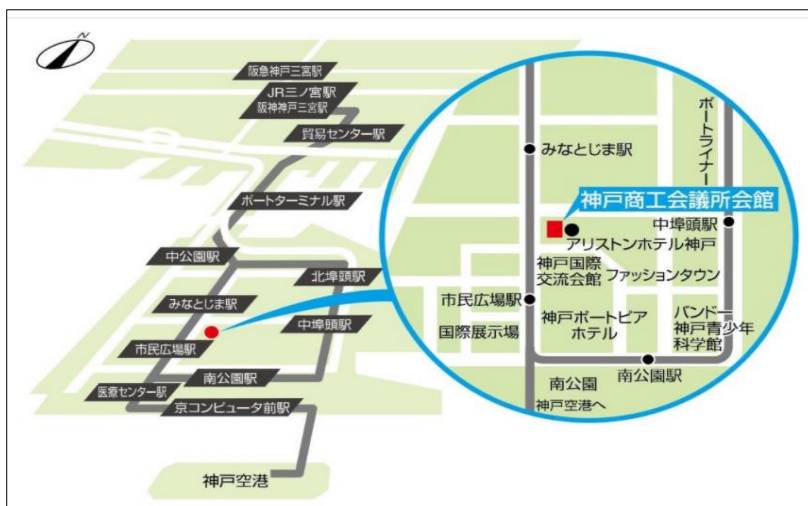 N
阪急神戸三宮駅
JR三ノ宮駅
阪神神戸三宮駅
貿易センター駅
ポートターミナル駅
中公園駅
北埠頭駅
みなとじま駅
中埠頭駅
市民広場駅
南公園駅
医療センター駅
京コンピュータ前駅
神戸空港
ポートライナー
みなとじま駅
神戸商工会議所会館
中埠頭駅
アリストンホテル神戸
神戸国際
交流会館
ファッションタウン
市民広場駅
国際展示場
神戸ポートピア
ホテル
バンドー
神戸青少年
科学館
南公園駅
南公園
神戸空港へ